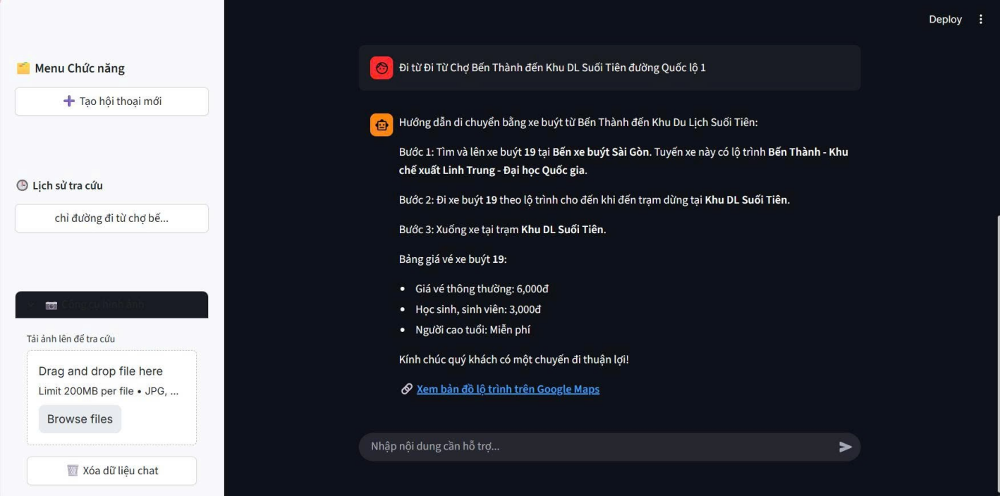 Deploy
Menu Chức năng
Tạo hội thoại mới
Lịch sử tra cứu
chỉ đường đi từ chợ bế...
Công cụ hình ảnh
Tải ảnh lên để tra cứu
Drag and drop file here
Limit 200MB per file • JPG, ...
Browse files
Xóa dữ liệu chat
Đi từ Đi Từ Chợ Bến Thành đến Khu DL Suối Tiên đường Quốc lộ 1
Hướng dẫn di chuyển bằng xe buýt từ Bến Thành đến Khu Du Lịch Suối Tiên:
Bước 1: Tìm và lên xe buýt 19 tại Bến xe buýt Sài Gòn. Tuyến xe này có lộ trình Bến Thành - Khu
chế xuất Linh Trung - Đại học Quốc gia.
Bước 2: Đi xe buýt 19 theo lộ trình cho đến khi đến trạm dừng tại Khu DL Suối Tiên.
Bước 3: Xuống xe tại trạm Khu DL Suối Tiên.
Bảng giá vé xe buýt 19:
• Giá vé thông thường: 6,000đ
• Học sinh, sinh viên: 3,000đ
• Người cao tuổi: Miễn phí
Kính chúc quý khách có một chuyến đi thuận lợi!
Xem bản đồ lộ trình trên Google Maps
Nhập nội dung cần hỗ trợ...